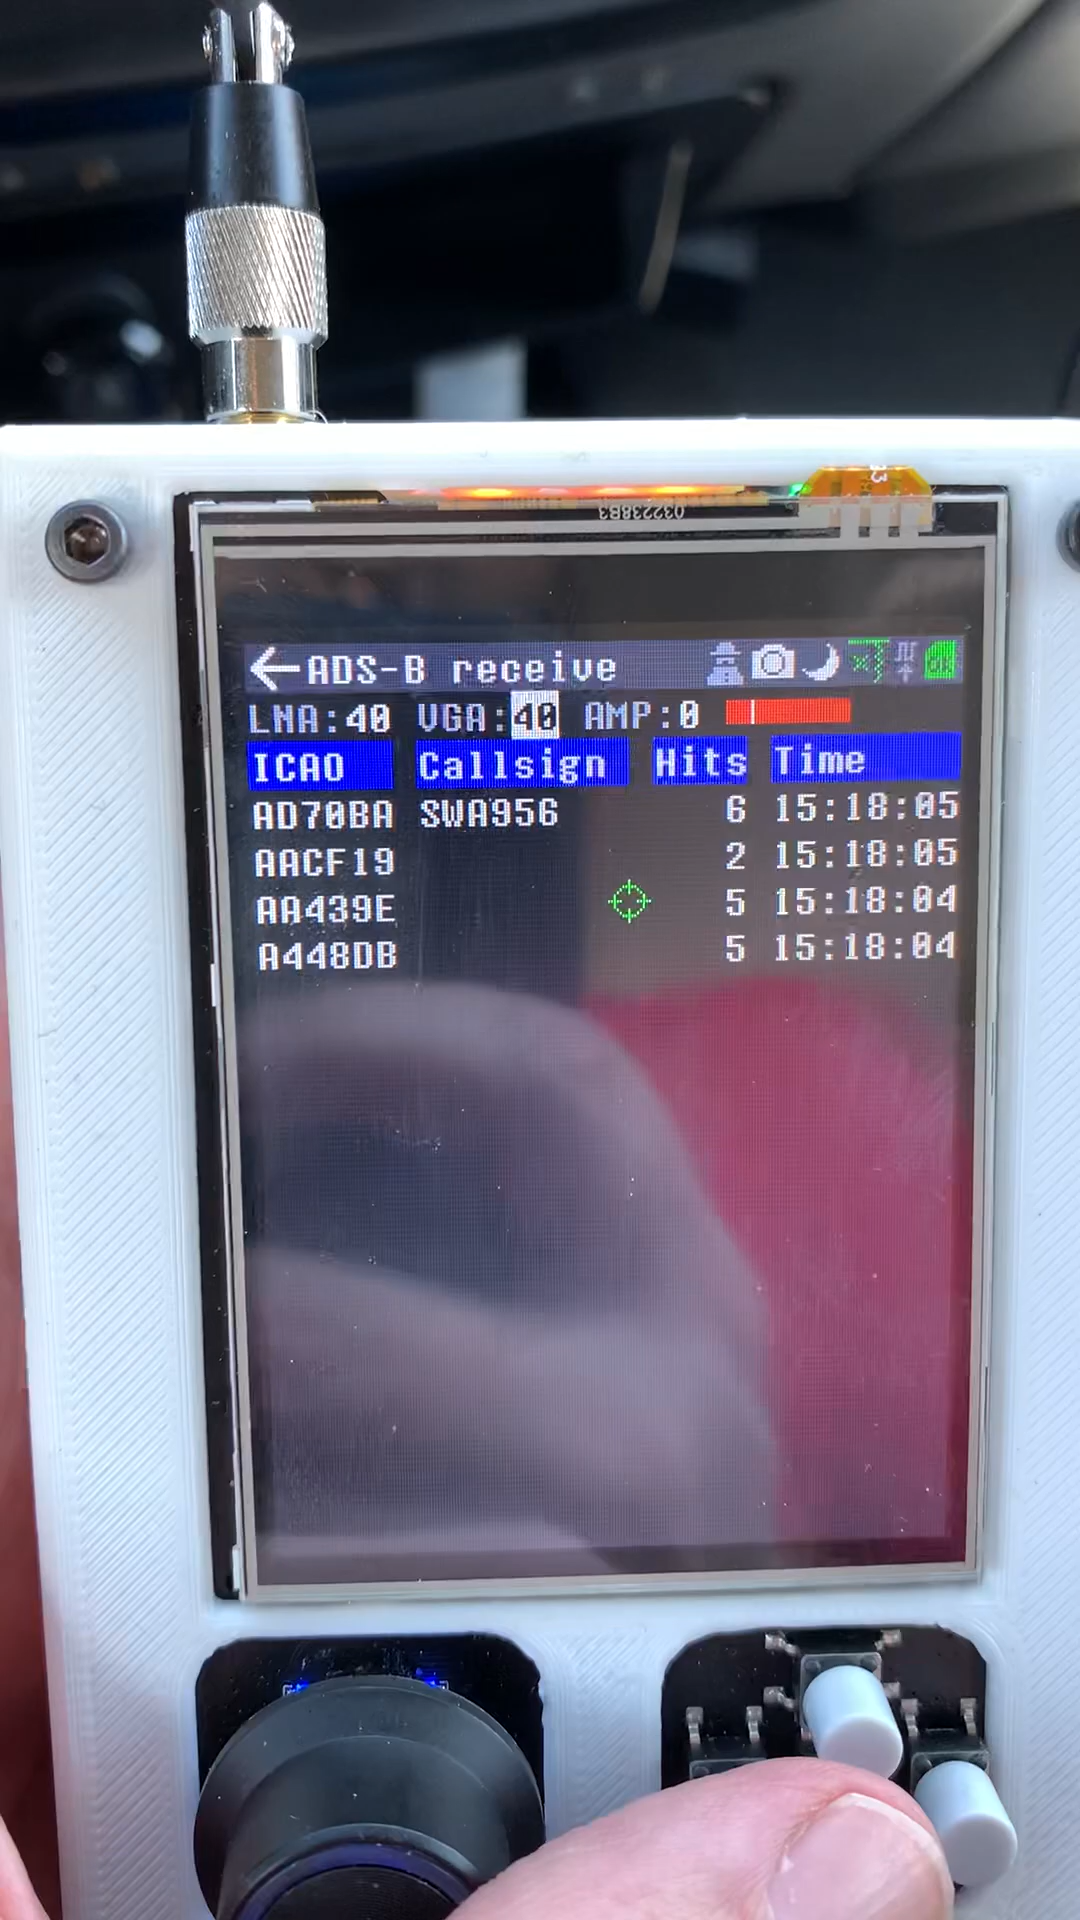 032238B3
ADS-B receive
LNA:40 VGA:40 AMP:0
ICAO Callsign Hits Time
AD70BA SWA956 6 15:18:05
AACF19 2 15:18:05
AA439E 5 15:18:04
A448DB 5 15:18:04